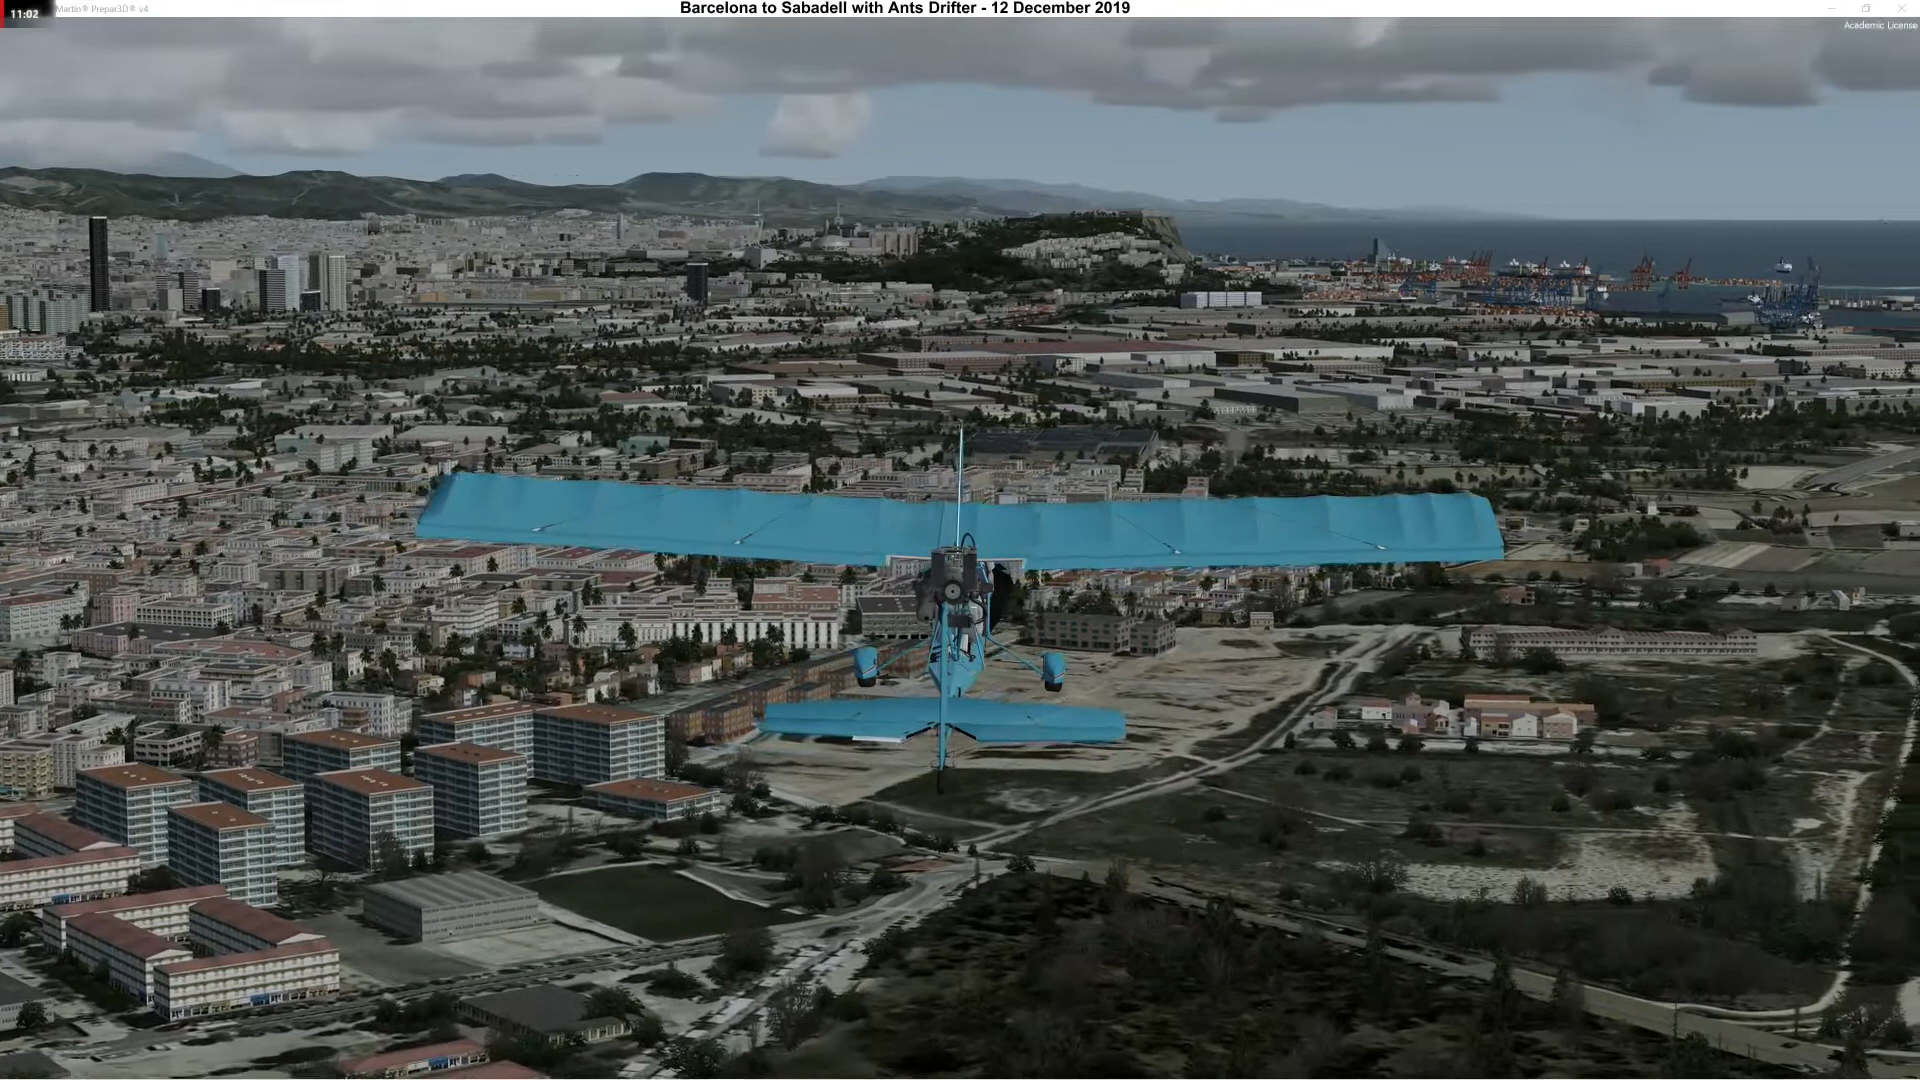 11:02
Martin® Prepar3D® v4
Barcelona to Sabadell with Ants Drifter - 12 December 2019
Academic License